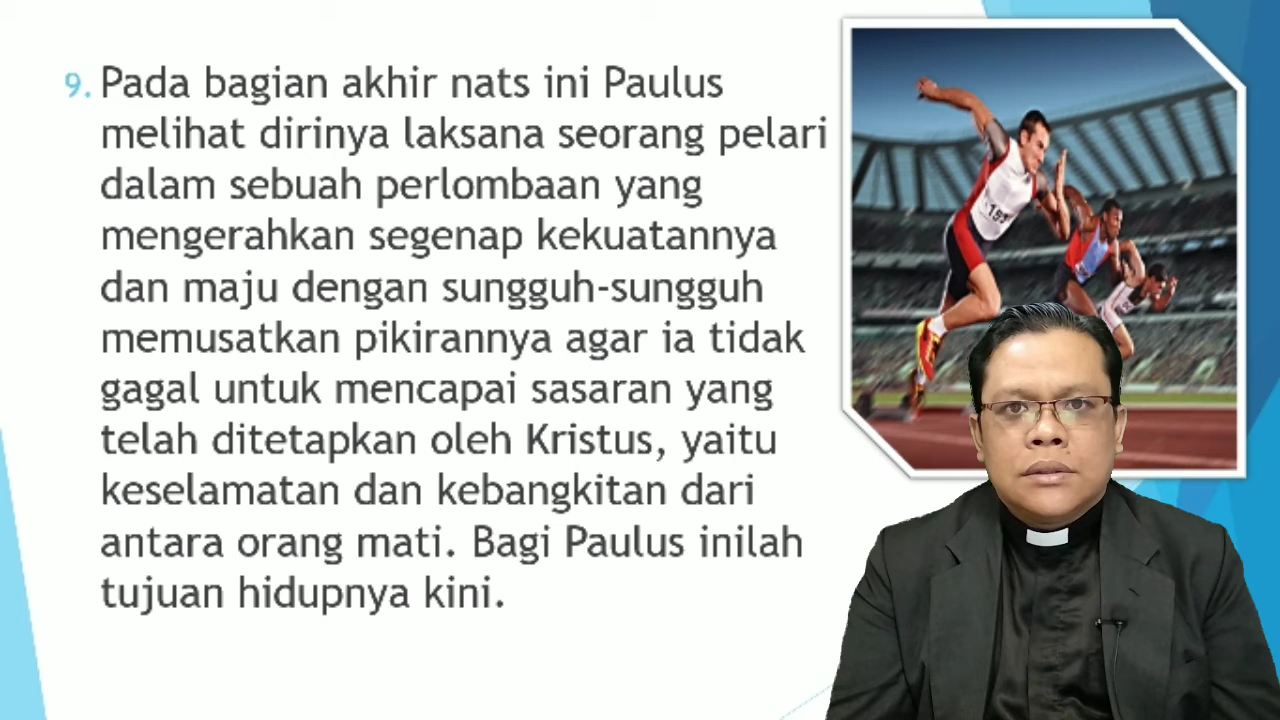 9. Pada bagian akhir nats ini Paulus
melihat dirinya laksana seorang pelari
dalam sebuah perlombaan yang
mengerahkan segenap kekuatannya
dan maju dengan sungguh-sungguh
memusatkan pikirannya agar ia tidak
gagal untuk mencapai sasaran yang
telah ditetapkan oleh Kristus, yaitu
keselamatan dan kebangkitan dari
antara orang mati. Bagi Paulus inilah
tujuan hidupnya kini.